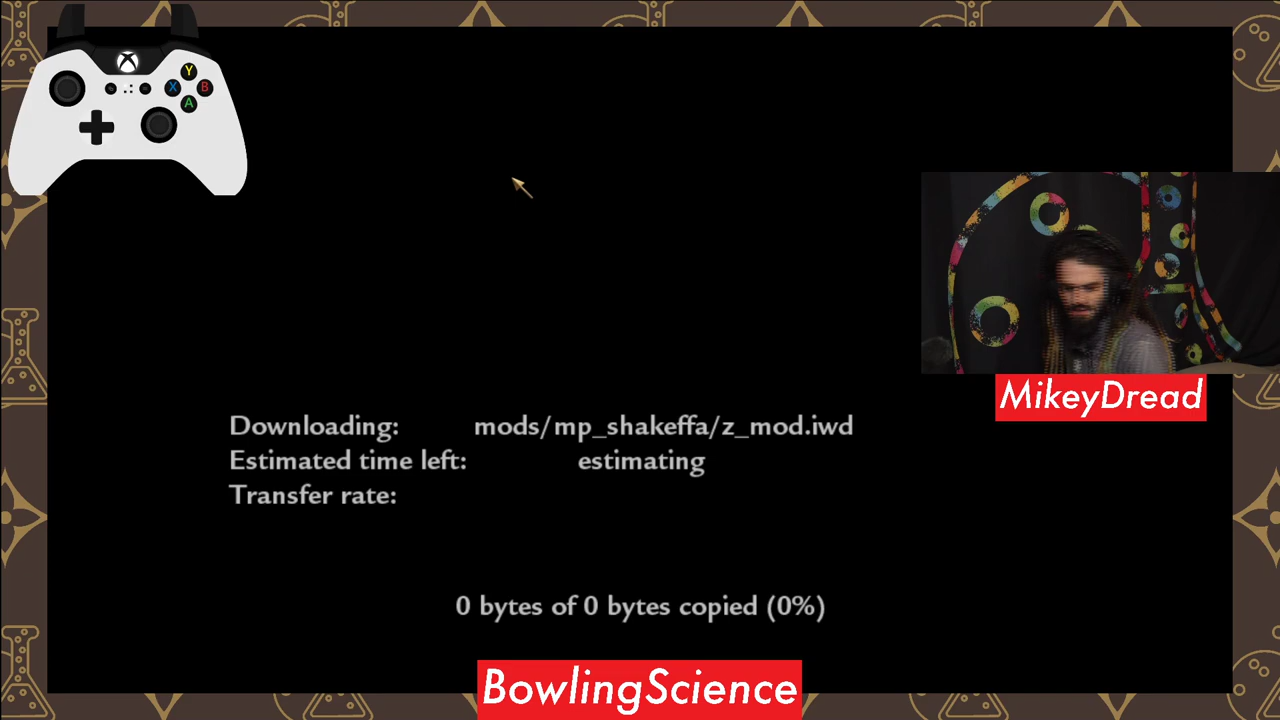 Y
X
B
A
MikeyDread
Downloading: mods/mp_shakeffa/z_mod.iwd
Estimated time left: estimating
Transfer rate:
0 bytes of 0 bytes copied (0%)
BowlingScience